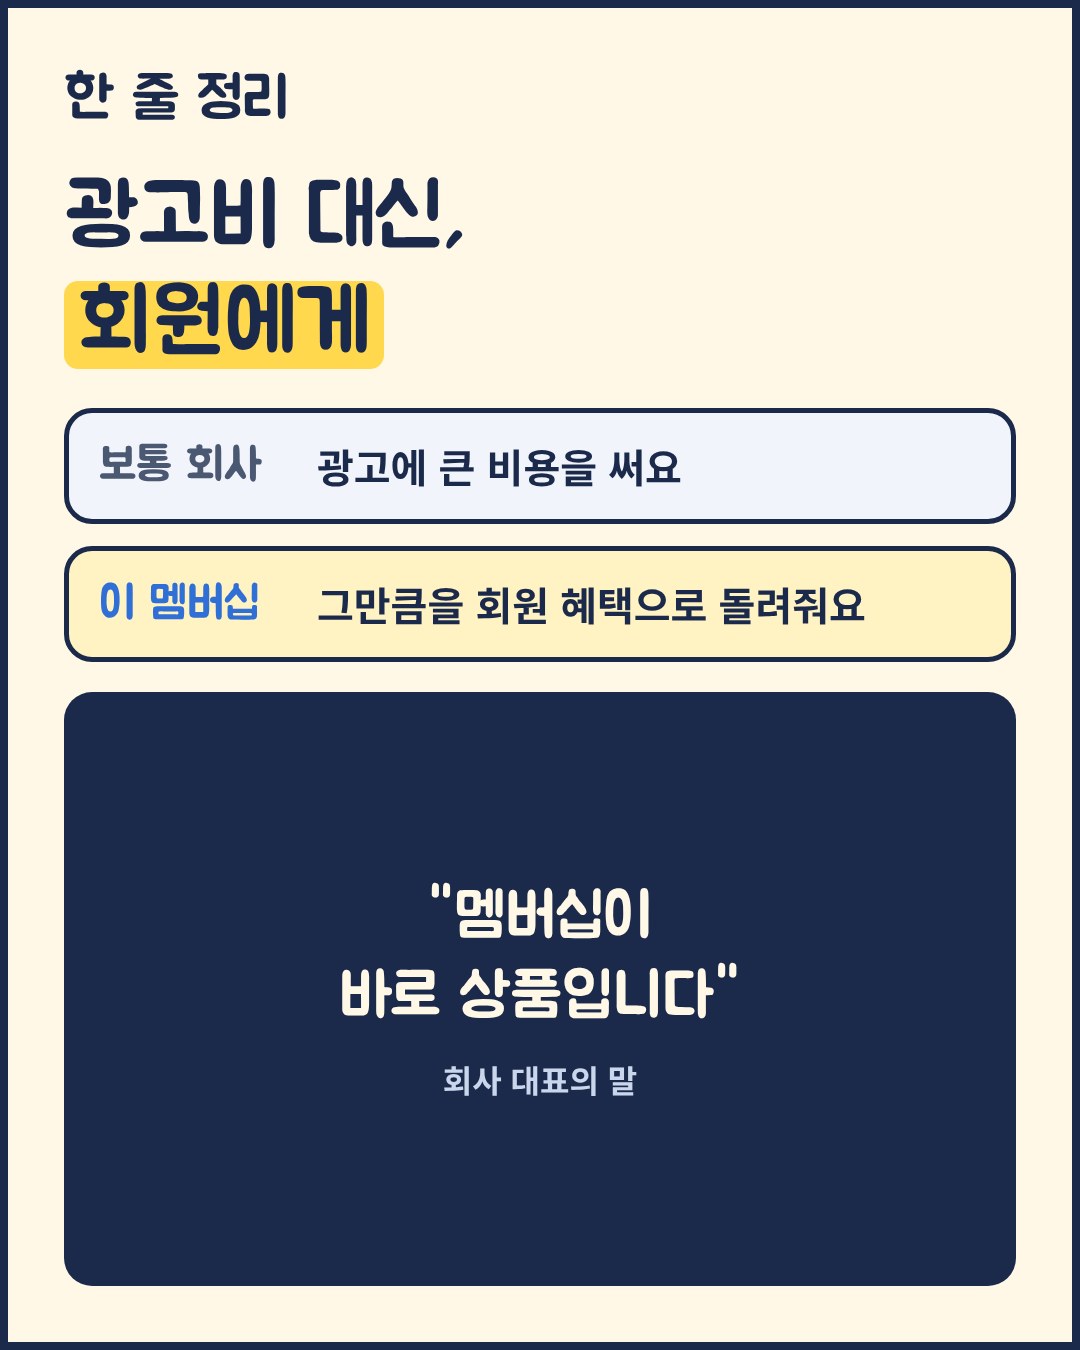 한 줄 정리
광고비 대신,
회원에게
보통 회사 광고에 큰 비용을 써요
이 멤버십 그만큼을 회원 혜택으로 돌려줘요
"멤버십이
바로 상품입니다"
회사 대표의 말